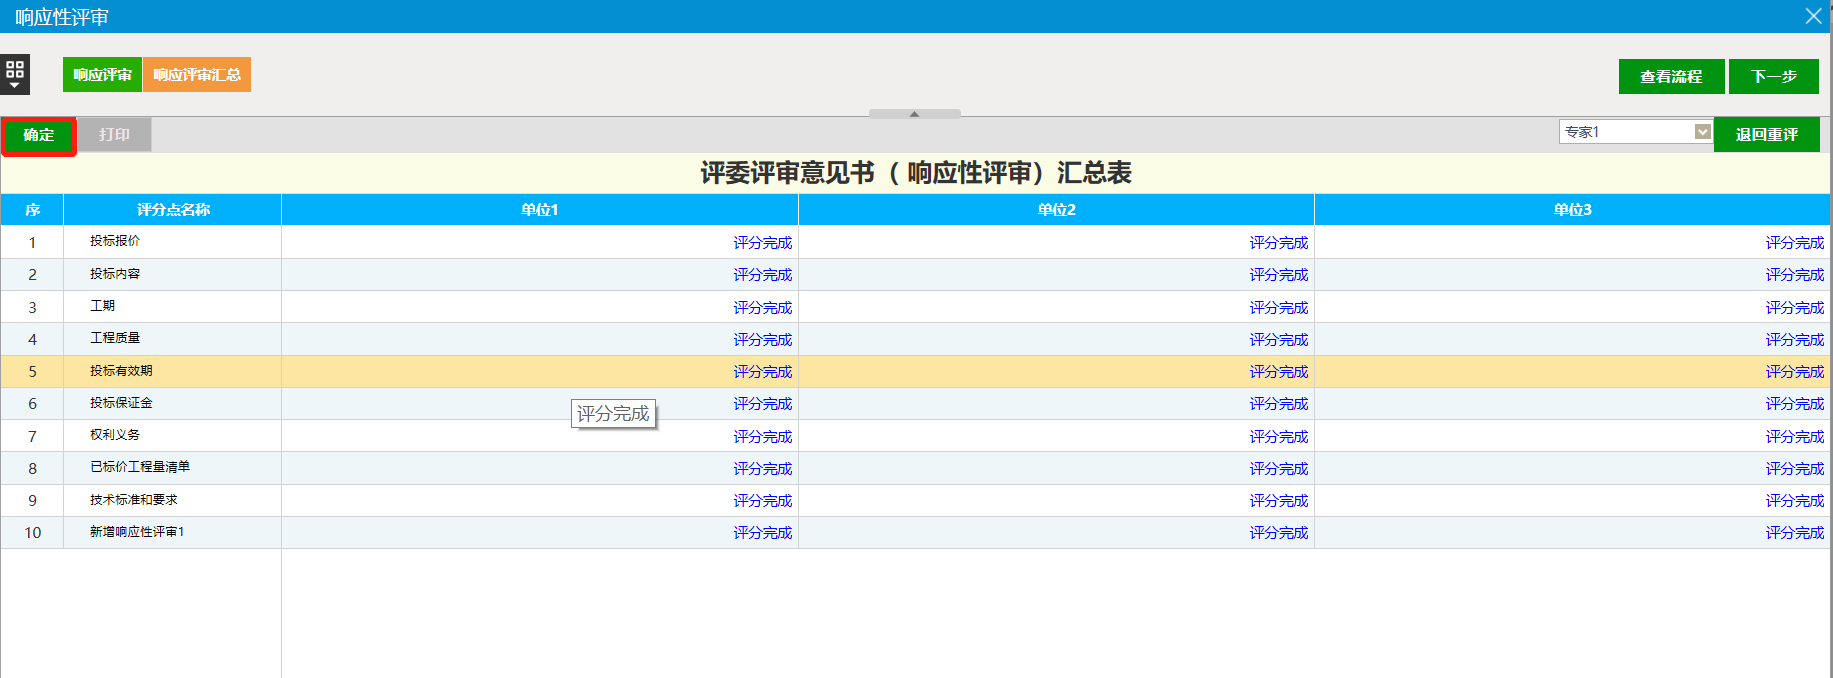 响应性评审
响应评审 响应评审汇总 查看流程 下一步
确定 打印 专家1 退回重评
评委评审意见书（ 响应性评审）汇总表
序 评分点名称 单位1 单位2 单位3
1 投标报价 评分完成 评分完成 评分完成
2 投标内容 评分完成 评分完成 评分完成
3 工期 评分完成 评分完成 评分完成
4 工程质量 评分完成 评分完成 评分完成
5 投标有效期 评分完成 评分完成 评分完成
6 投标保证金 评分完成 评分完成 评分完成
评分完成
7 权利义务 评分完成 评分完成 评分完成
8 已标价工程量清单 评分完成 评分完成 评分完成
9 技术标准和要求 评分完成 评分完成 评分完成
10 新增响应性评审1 评分完成 评分完成 评分完成